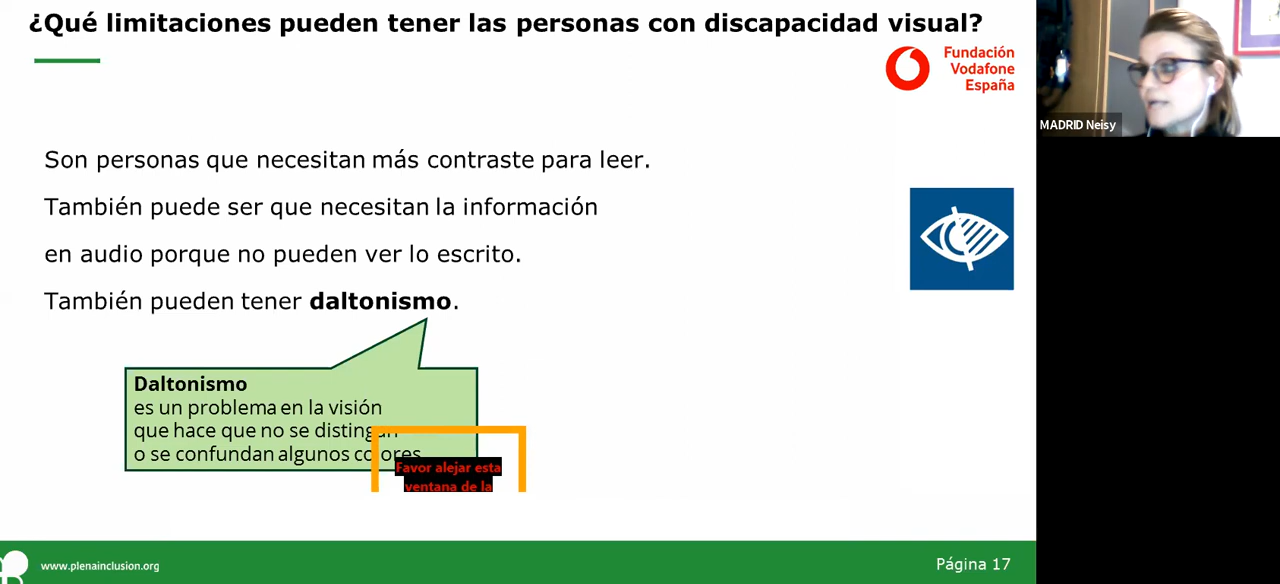 ¿Qué limitaciones pueden tener las personas con discapacidad visual?
Fundación
Vodafone
España
MADRID Neisy
Son personas que necesitan más contraste para leer.
También puede ser que necesitan la información
en audio porque no pueden ver lo escrito.
También pueden tener daltonismo.
Daltonismo
es un problema en la visión
que hace que no se distingan
o se confundan algunos colores
Favor alejar esta
ventana de la
www.plenainclusion.org
Página 17